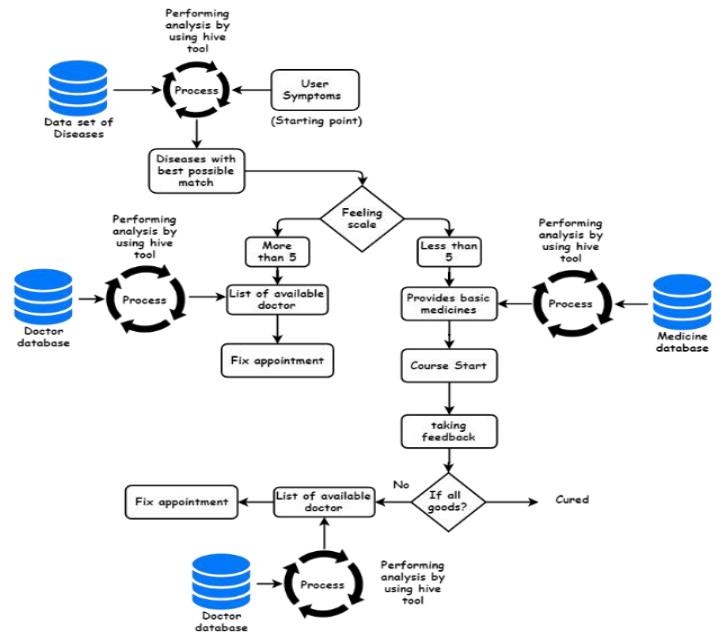 Performing
analysis by
using hive
tool
Process
User
Symptoms
(Starting point)
Data set of
Diseases
Diseases with
best possible
match
Feeling
scale
More
than 5
Less than
5
Performing
analysis by
using hive
tool
Process
Doctor
database
List of available
doctor
Fix appointment
Provides basic
medicines
Performing
analysis by
using hive
tool
Process
Medicine
database
Course Start
taking
feedback
If all
goods?
No
Cured
List of available
doctor
Fix appointment
Process
Performing
analysis by
using hive
tool
Doctor
database